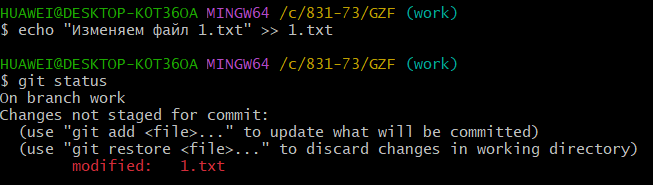 HUAWEI@DESKTOP-K0T36OA MINGW64 /c/831-73/GZF (work)
$ echo "Изменяем файл 1.txt" >> 1.txt
HUAWEI@DESKTOP-K0T36OA MINGW64 /c/831-73/GZF (work)
$ git status
On branch work
Changes not staged for commit:
  (use "git add <file>..." to update what will be committed)
  (use "git restore <file>..." to discard changes in working directory)
        modified:   1.txt